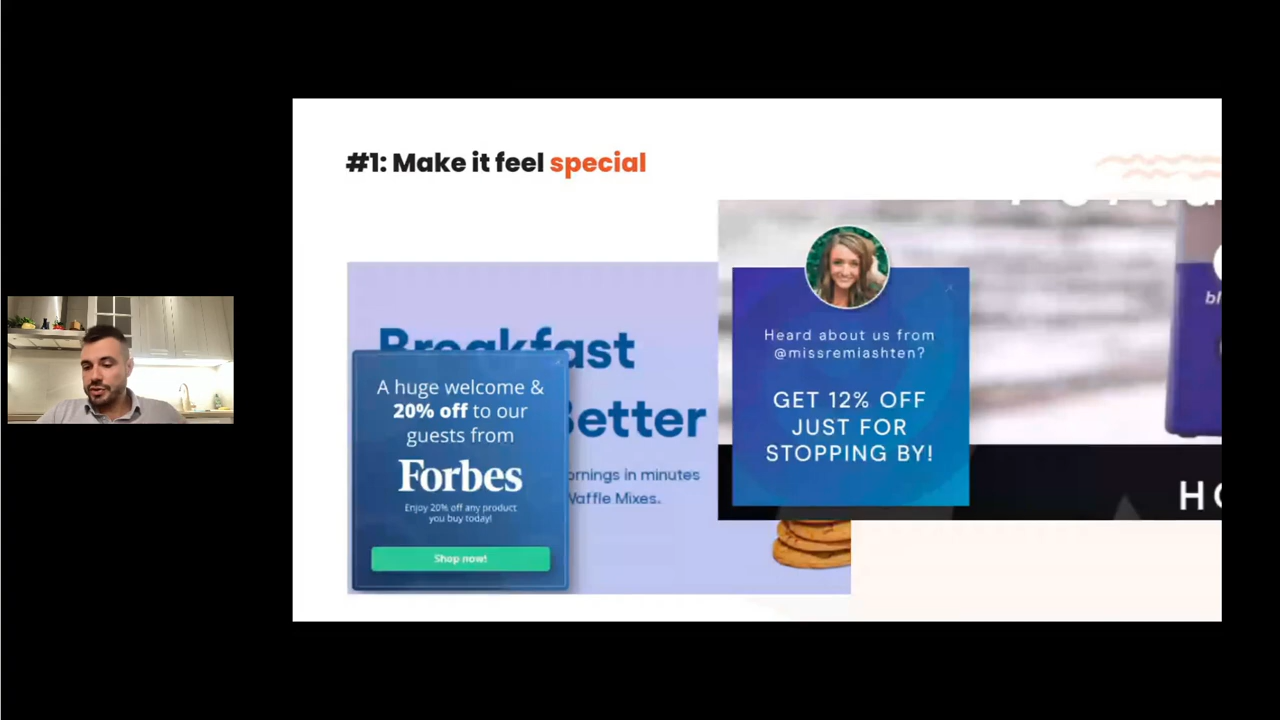 #1: Make it feel special
Breakfast
Better
ornings in minutes
Waffle Mixes.
A huge welcome &
20% off to our
guests from
Forbes
Enjoy 20% off any product
you buy today!
Shop now!
Heard about us from
@missremiashten?
GET 12% OFF
JUST FOR
STOPPING BY!
bl
HO